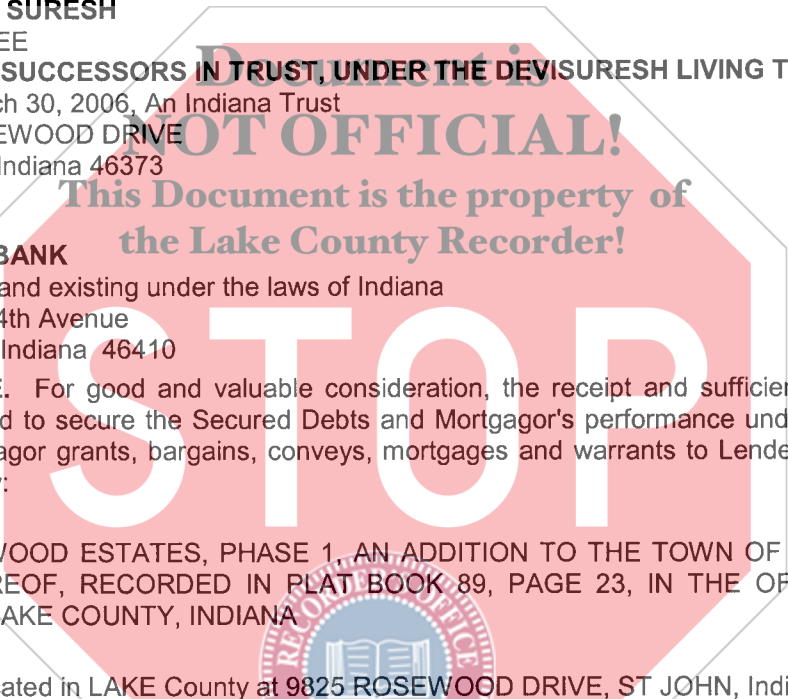 SURESH
EE
SUCCESSORS IN TRUST, UNDER THE DEVISURESH LIVING T
Document is
ch 30, 2006, An Indiana Trust
EWOOD DRIVE
NOT OFFICIAL!
Indiana 46373
This Document is the property of
the Lake County Recorder!
BANK
and existing under the laws of Indiana
4th Avenue
Indiana 46410
STOP
E. For good and valuable consideration, the receipt and sufficien
d to secure the Secured Debts and Mortgagor's performance und
agor grants, bargains, conveys, mortgages and warrants to Lende
y:
WOOD ESTATES, PHASE 1, AN ADDITION TO THE TOWN OF
REOF, RECORDED IN PLAT BOOK 89, PAGE 23, IN THE OF
LAKE COUNTY, INDIANA
RECORDER'S OFFICE
cated in LAKE County at 9825 ROSEWOOD DRIVE, ST JOHN, Indi